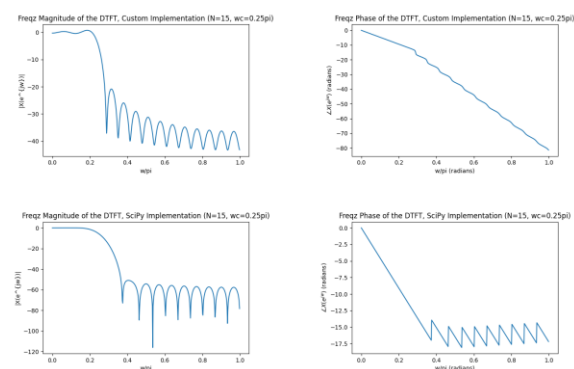 Freqz Magnitude of the DTFT, Custom Implementation (N=15, wc=0.25pi)
0
−10
−20
−30
−40
|X(e^{jw})|
0.0 0.2 0.4 0.6 0.8 1.0
w/pi
Freqz Phase of the DTFT, Custom Implementation (N=15, wc=0.25pi)
0
−10
−20
−30
−40
−50
−60
−70
−80
∠X(e^{jω}) (radians)
0.0 0.2 0.4 0.6 0.8 1.0
w/pi (radians)
Freqz Magnitude of the DTFT, SciPy Implementation (N=15, wc=0.25pi)
0
−20
−40
−60
−80
−100
−120
|X(e^{jw})|
0.0 0.2 0.4 0.6 0.8 1.0
w/pi
Freqz Phase of the DTFT, SciPy Implementation (N=15, wc=0.25pi)
0.0
−2.5
−5.0
−7.5
−10.0
−12.5
−15.0
−17.5
∠X(e^{jω}) (radians)
0.0 0.2 0.4 0.6 0.8 1.0
w/pi (radians)